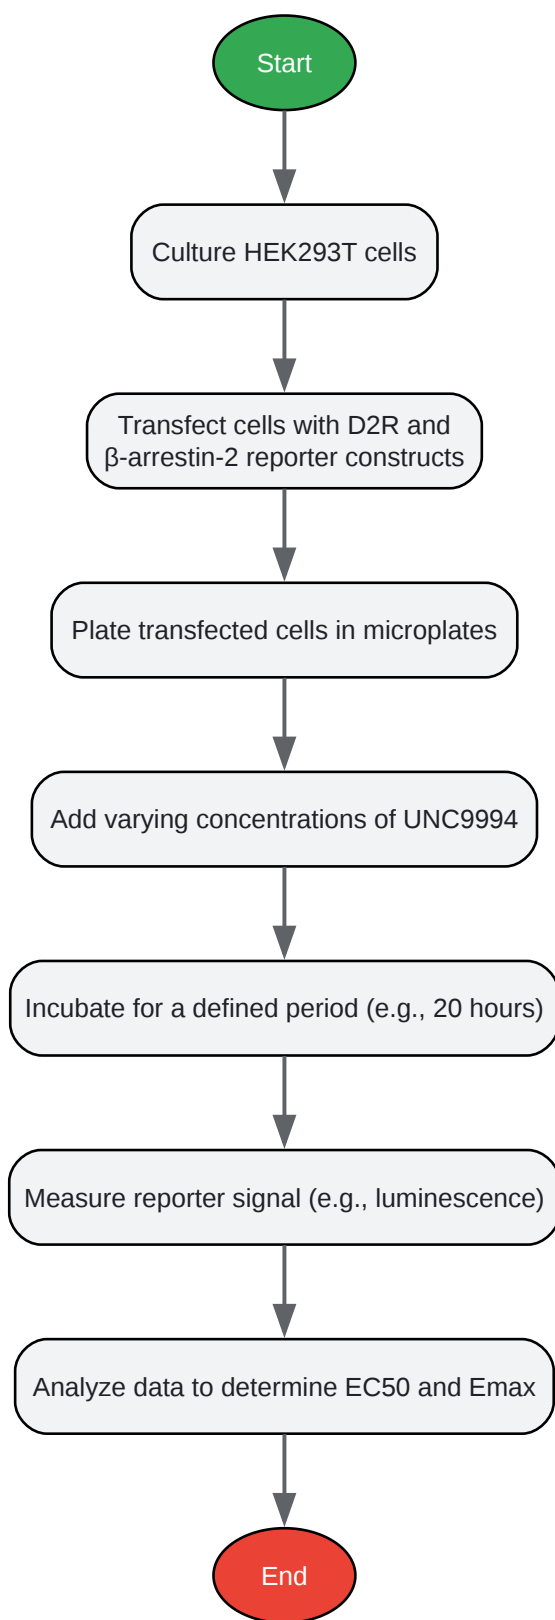 Start
Culture HEK293T cells
Transfect cells with D2R and
β-arrestin-2 reporter constructs
Plate transfected cells in microplates
Add varying concentrations of UNC9994
Incubate for a defined period (e.g., 20 hours)
Measure reporter signal (e.g., luminescence)
Analyze data to determine EC50 and Emax
End